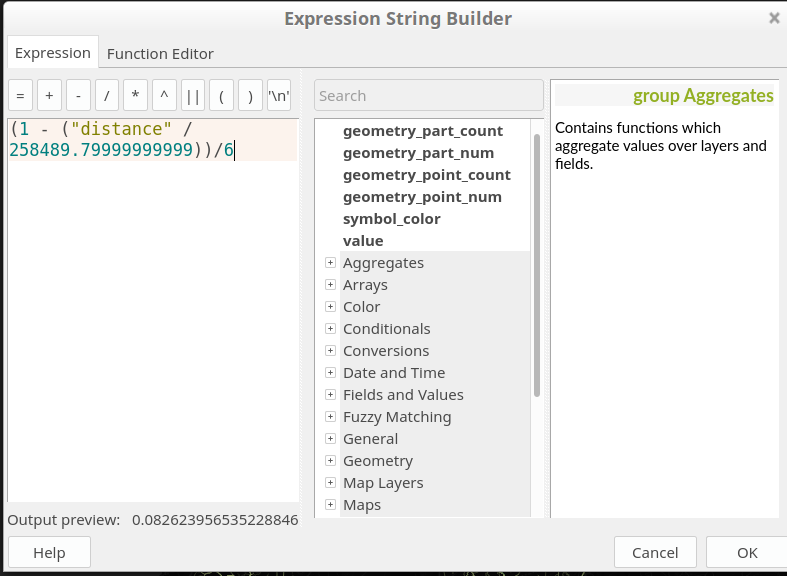 Expression String Builder
Expression Function Editor
= + - / * ^ || ( ) '\n'
Search
(1 - ("distance" /
258489.79999999999))/6
geometry_part_count
geometry_part_num
geometry_point_count
geometry_point_num
symbol_color
value
Aggregates
Arrays
Color
Conditionals
Conversions
Date and Time
Fields and Values
Fuzzy Matching
General
Geometry
Map Layers
Maps
group Aggregates
Contains functions which
aggregate values over layers and
fields.
Output preview: 0.082623956535228846
Help
Cancel
OK